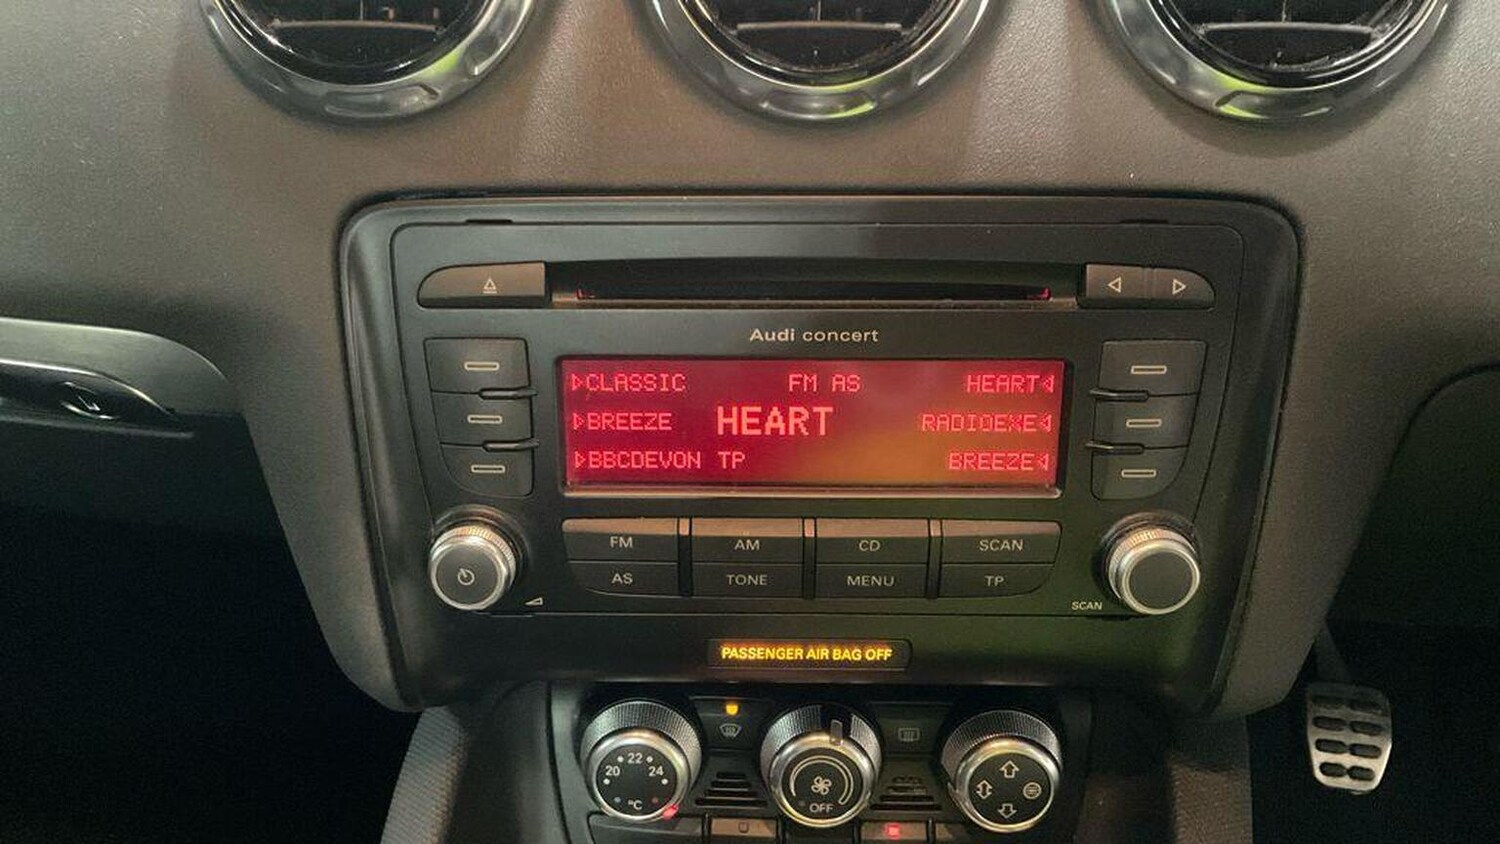 Audi concert
CLASSIC FM AS HEART
BREEZE HEART RADIOEXE
BBCDEVON TP BREEZE
FM AM CD SCAN
AS TONE MENU TP
SCAN
PASSENGER AIR BAG OFF
20 22 24
°C
OFF